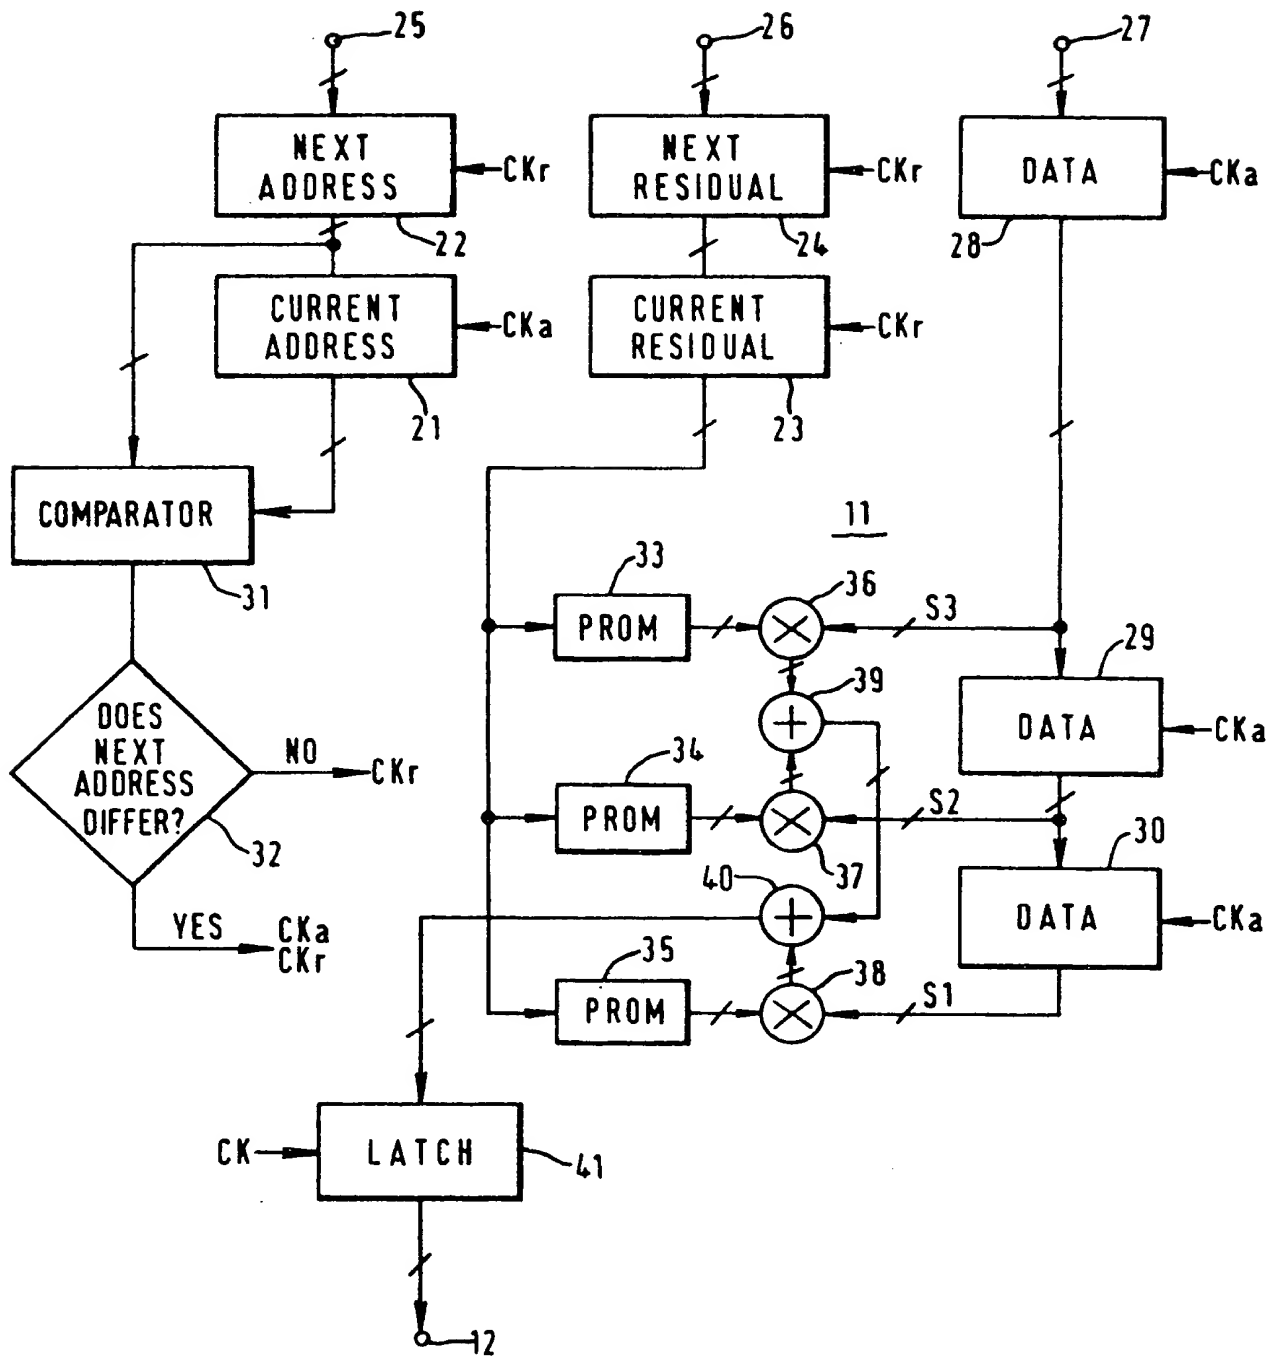 25
26
27
NEXT
ADDRESS
CKr
22
NEXT
RESIDUAL
CKr
24
DATA
CKa
28
CURRENT
ADDRESS
CKa
21
CURRENT
RESIDUAL
CKr
23
COMPARATOR
31
11
33
PROM
36
S3
29
DATA
CKa
39
DOES
NEXT
ADDRESS
DIFFER?
NO
CKr
32
34
PROM
37
S2
30
DATA
CKa
40
YES
CKa
CKr
35
PROM
38
S1
CK
LATCH
41
12